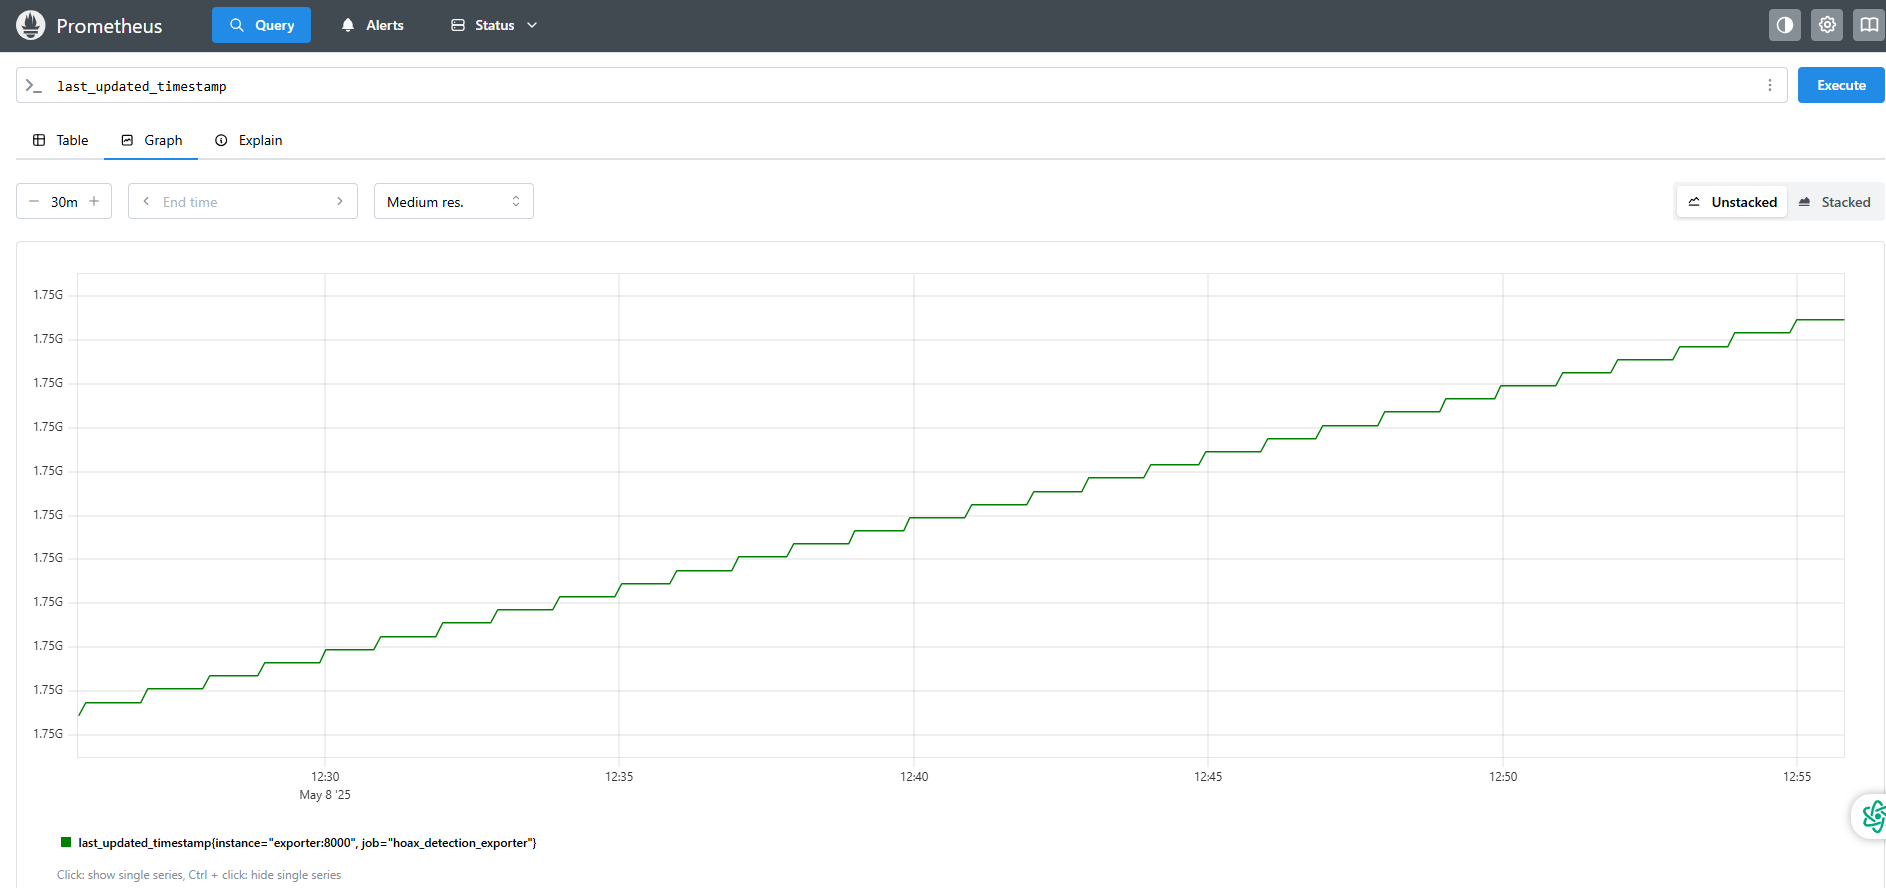 Prometheus Query Alerts Status
>_ last_updated_timestamp Execute
Table Graph Explain
− 30m + End time Medium res. Unstacked Stacked
1.75G
1.75G
1.75G
1.75G
1.75G
1.75G
1.75G
1.75G
1.75G
1.75G
1.75G
12:30 12:35 12:40 12:45 12:50 12:55
May 8 '25
last_updated_timestamp{instance="exporter:8000", job="hoax_detection_exporter"}
Click: show single series, Ctrl + click: hide single series